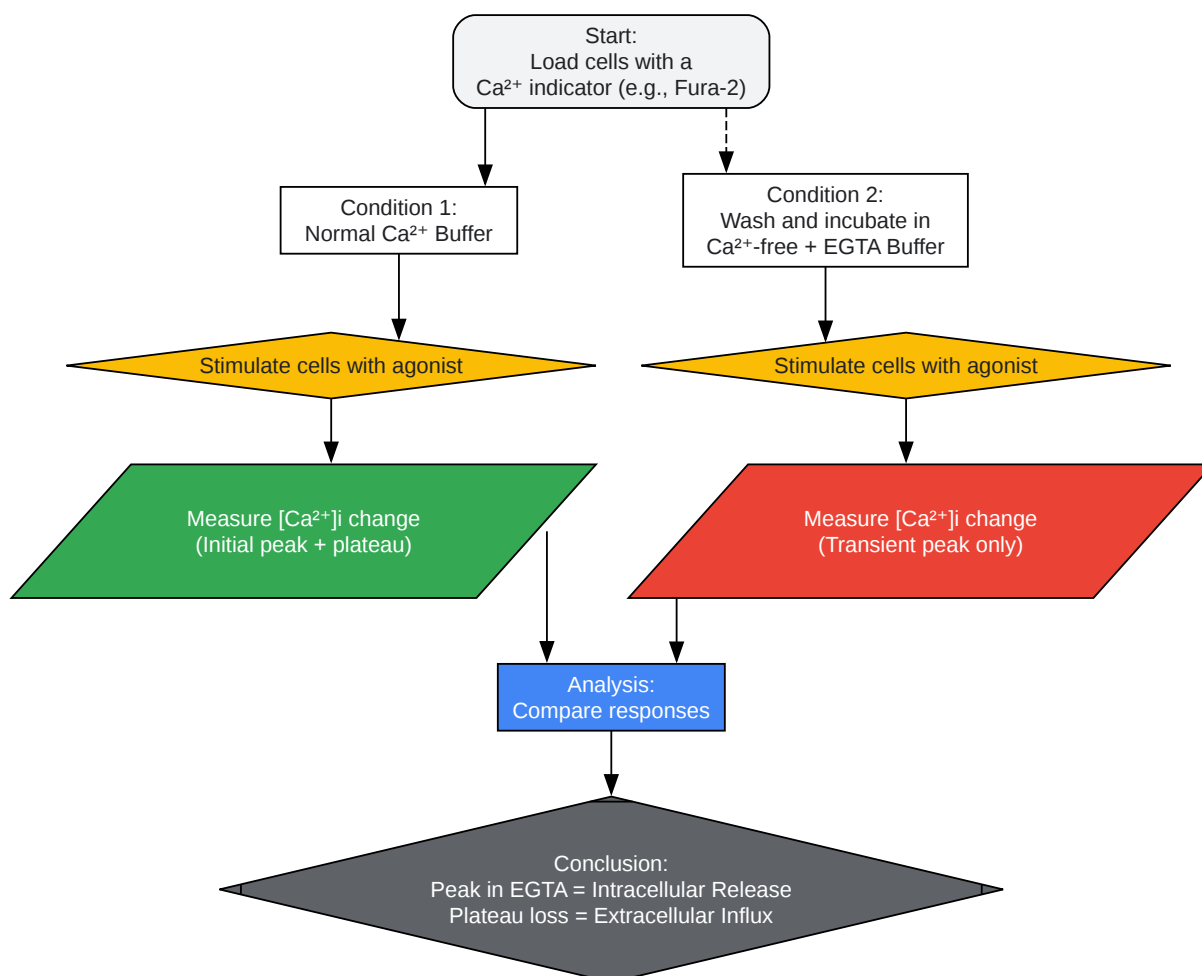 Start:
Load cells with a
Ca²⁺ indicator (e.g., Fura-2)
Condition 1:
Normal Ca²⁺ Buffer
Condition 2:
Wash and incubate in
Ca²⁺-free + EGTA Buffer
Stimulate cells with agonist
Stimulate cells with agonist
Measure [Ca²⁺]i change
(Initial peak + plateau)
Measure [Ca²⁺]i change
(Transient peak only)
Analysis:
Compare responses
Conclusion:
Peak in EGTA = Intracellular Release
Plateau loss = Extracellular Influx